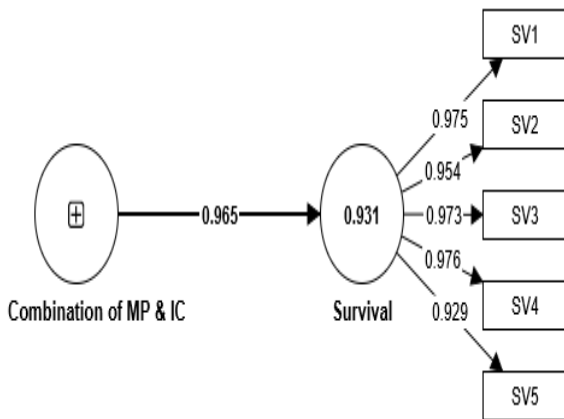 SV1
0.975
SV2
0.954
0.965
0.931
0.973
SV3
0.976
SV4
Combination of MP & IC
Survival
0.929
SV5